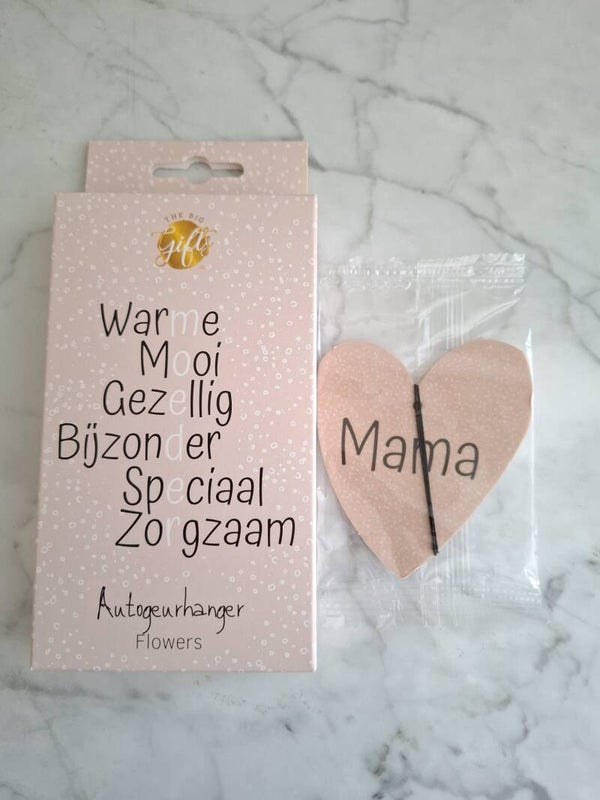 THE BIG
Gifts
Warme
Mooi
Gezellig
Bijzonder
Speciaal
Zorgzaam
Autogeurhanger
Flowers
Mama